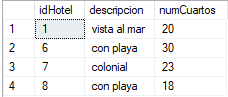 idHotel descripcion numCuartos
1 1 vista al mar 20
2 6 con playa 30
3 7 colonial 23
4 8 con playa 18